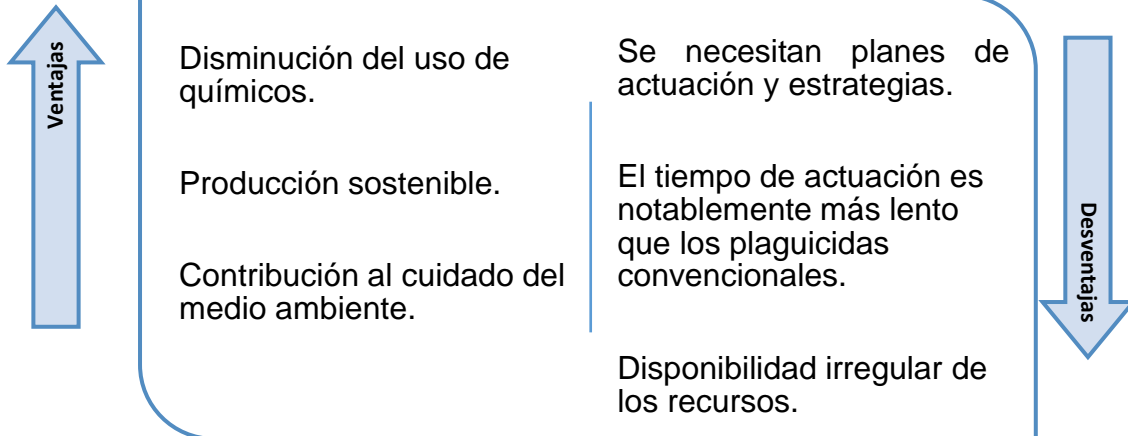 Ventajas
Disminución del uso de
químicos.
Producción sostenible.
Contribución al cuidado del
medio ambiente.
Se necesitan planes de
actuación y estrategias.
El tiempo de actuación es
notablemente más lento
que los plaguicidas
convencionales.
Disponibilidad irregular de
los recursos.
Desventajas